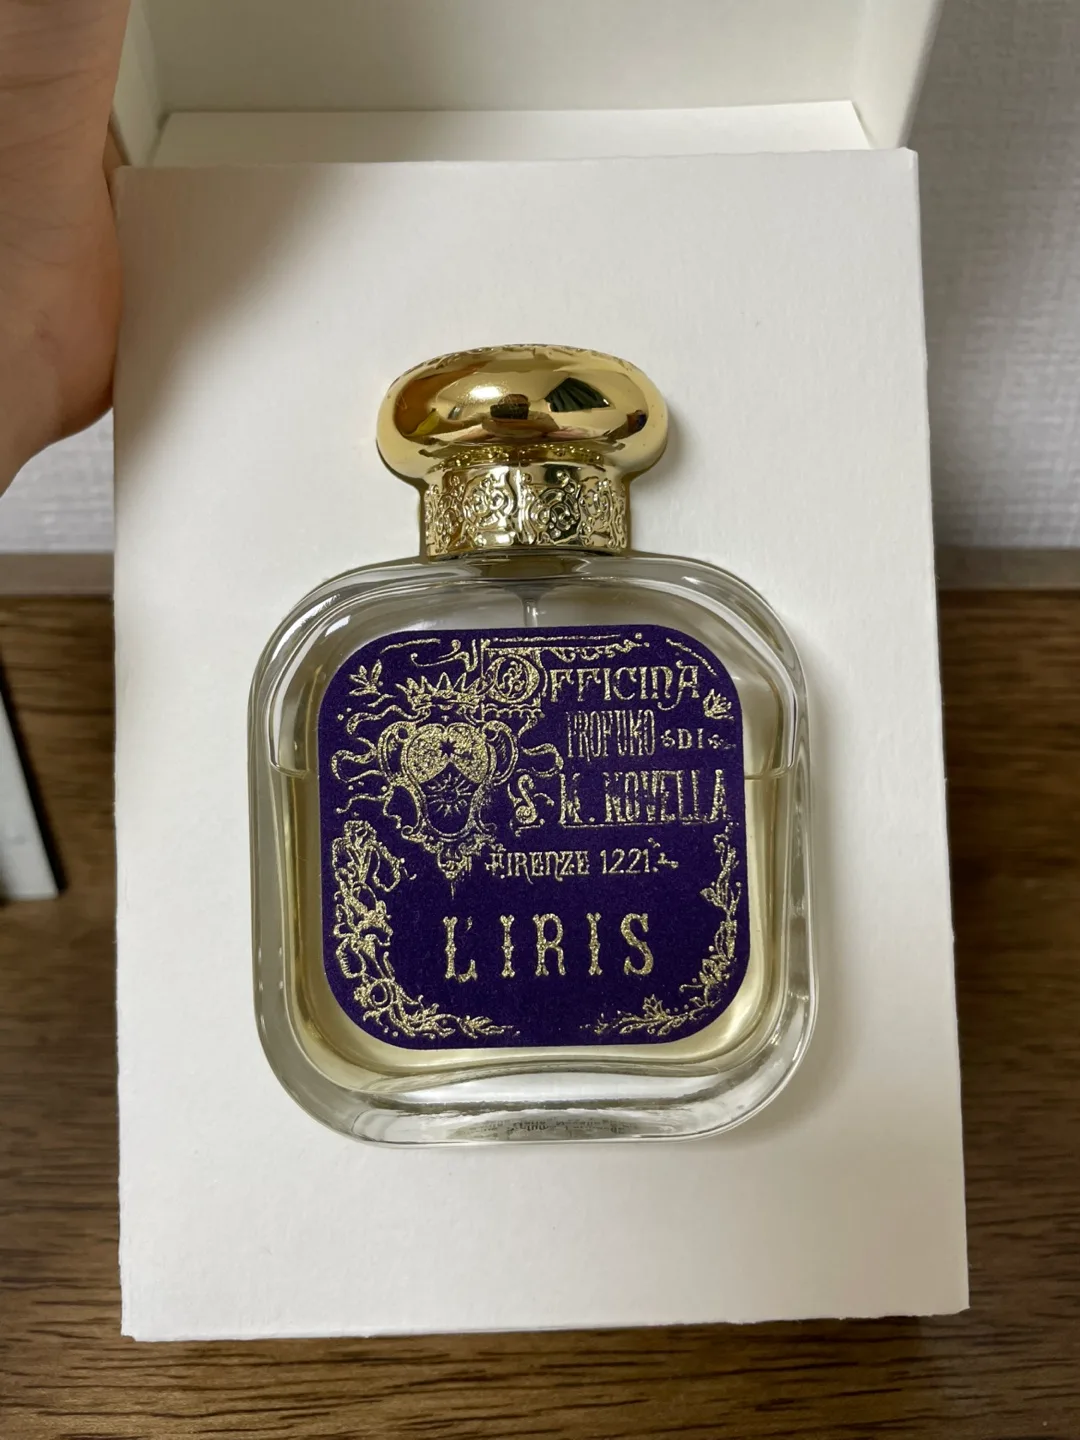 OFFICINA
PROFUMO DI
S. M. NOVELLA
FIRENZE 1221.
L'IRIS